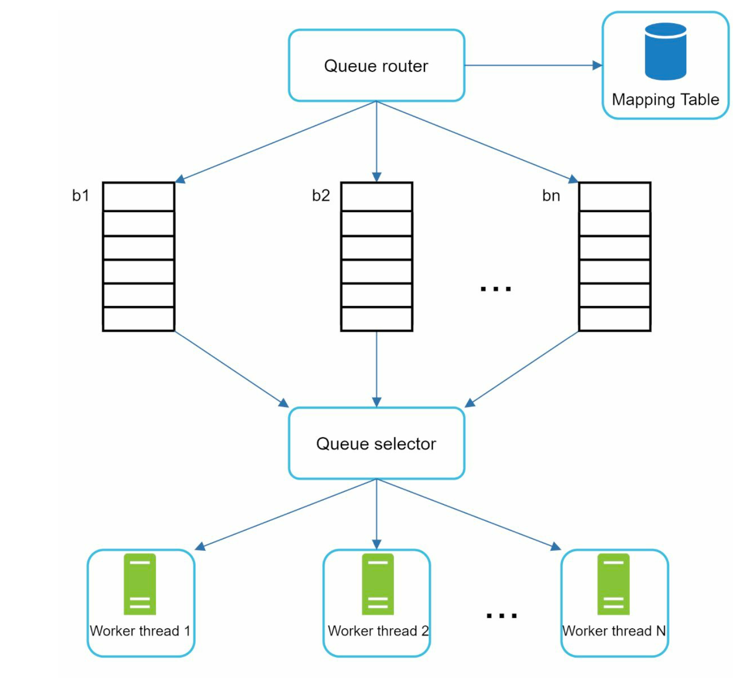 Queue router
Mapping Table
b1
b2
bn
...
Queue selector
Worker thread 1
Worker thread 2
...
Worker thread N